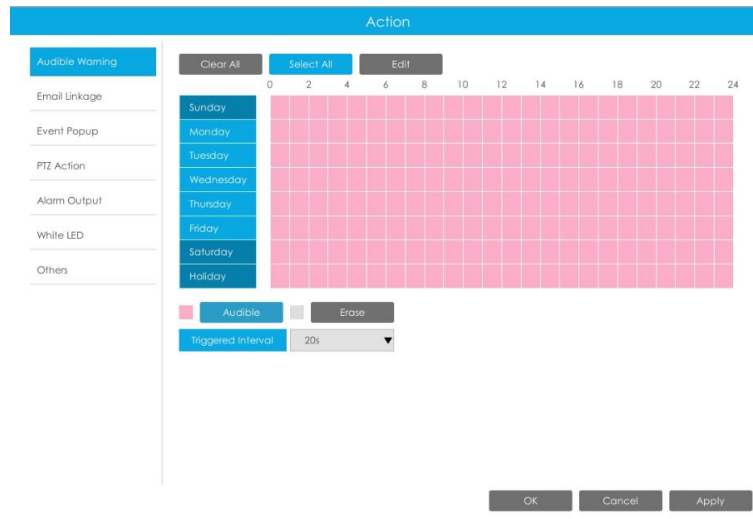 Action
Audible Warning
Email Linkage
Event Popup
PTZ Action
Alarm Output
White LED
Others
Clear All Select All Edit
0 2 4 6 8 10 12 14 16 18 20 22 24
Sunday
Monday
Tuesday
Wednesday
Thursday
Friday
Saturday
Holiday
Audible Erase
Triggered Interval 20s
OK Cancel Apply